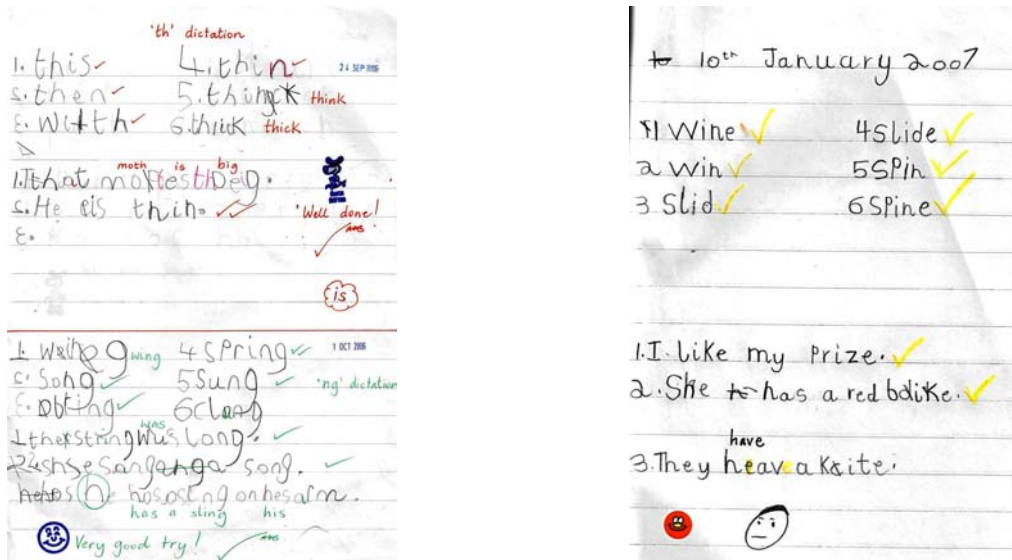 'th' dictation
1. this 4. thin 24 SEP 2006
2. then 5. think think
3. with 6. thick thick
moth is big
1. that
2. He is thin.
Well done!
3.
is
1. wing 4 Spring 1 OCT 2006
2. Song 5 Sung 'ng' dictation
3. 6 clang
was
1 the string was long.
2 she sang a song.
he has a sling on his arm.
has a sling his
Very good try!
to 10th January 2007
1 Wine 4 Slide
2 Win 5 SPin
3 Slid 6 SPine
1. I like my Prize.
2. She has a red bike.
have
3. They heave a kite.